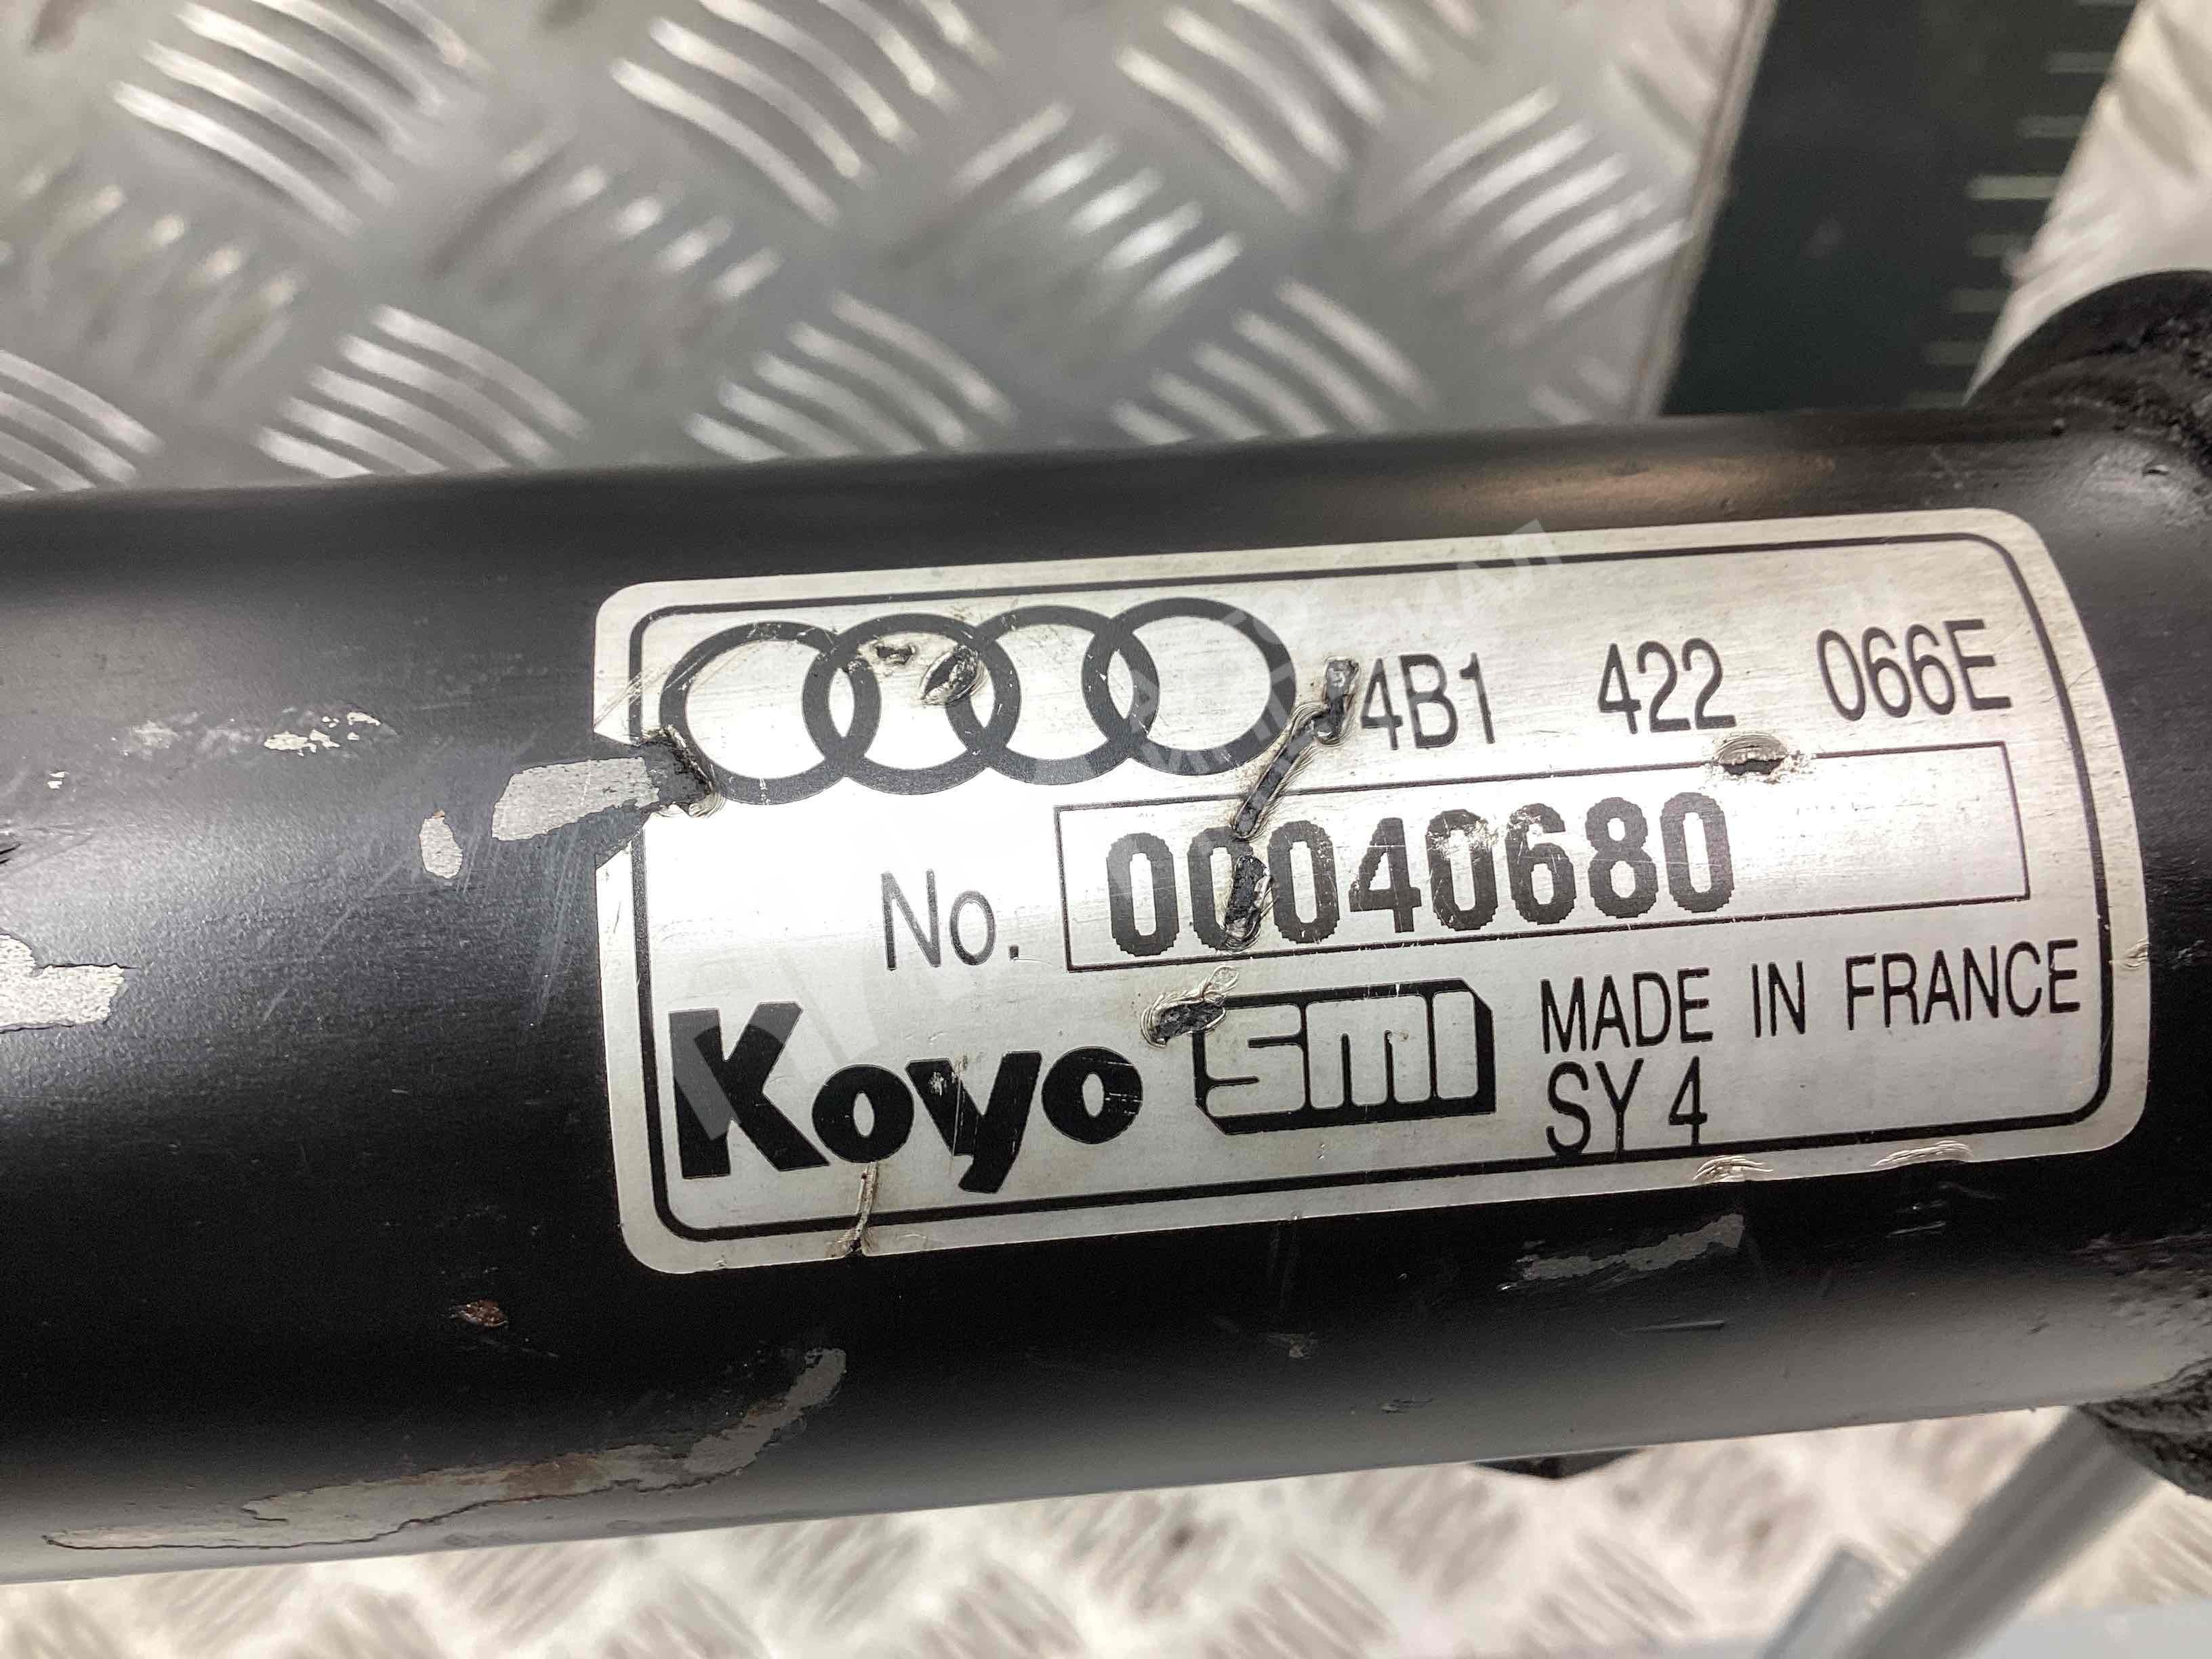 4B1 422 066E
No. 00040680
Koyo SMI MADE IN FRANCE
SY 4